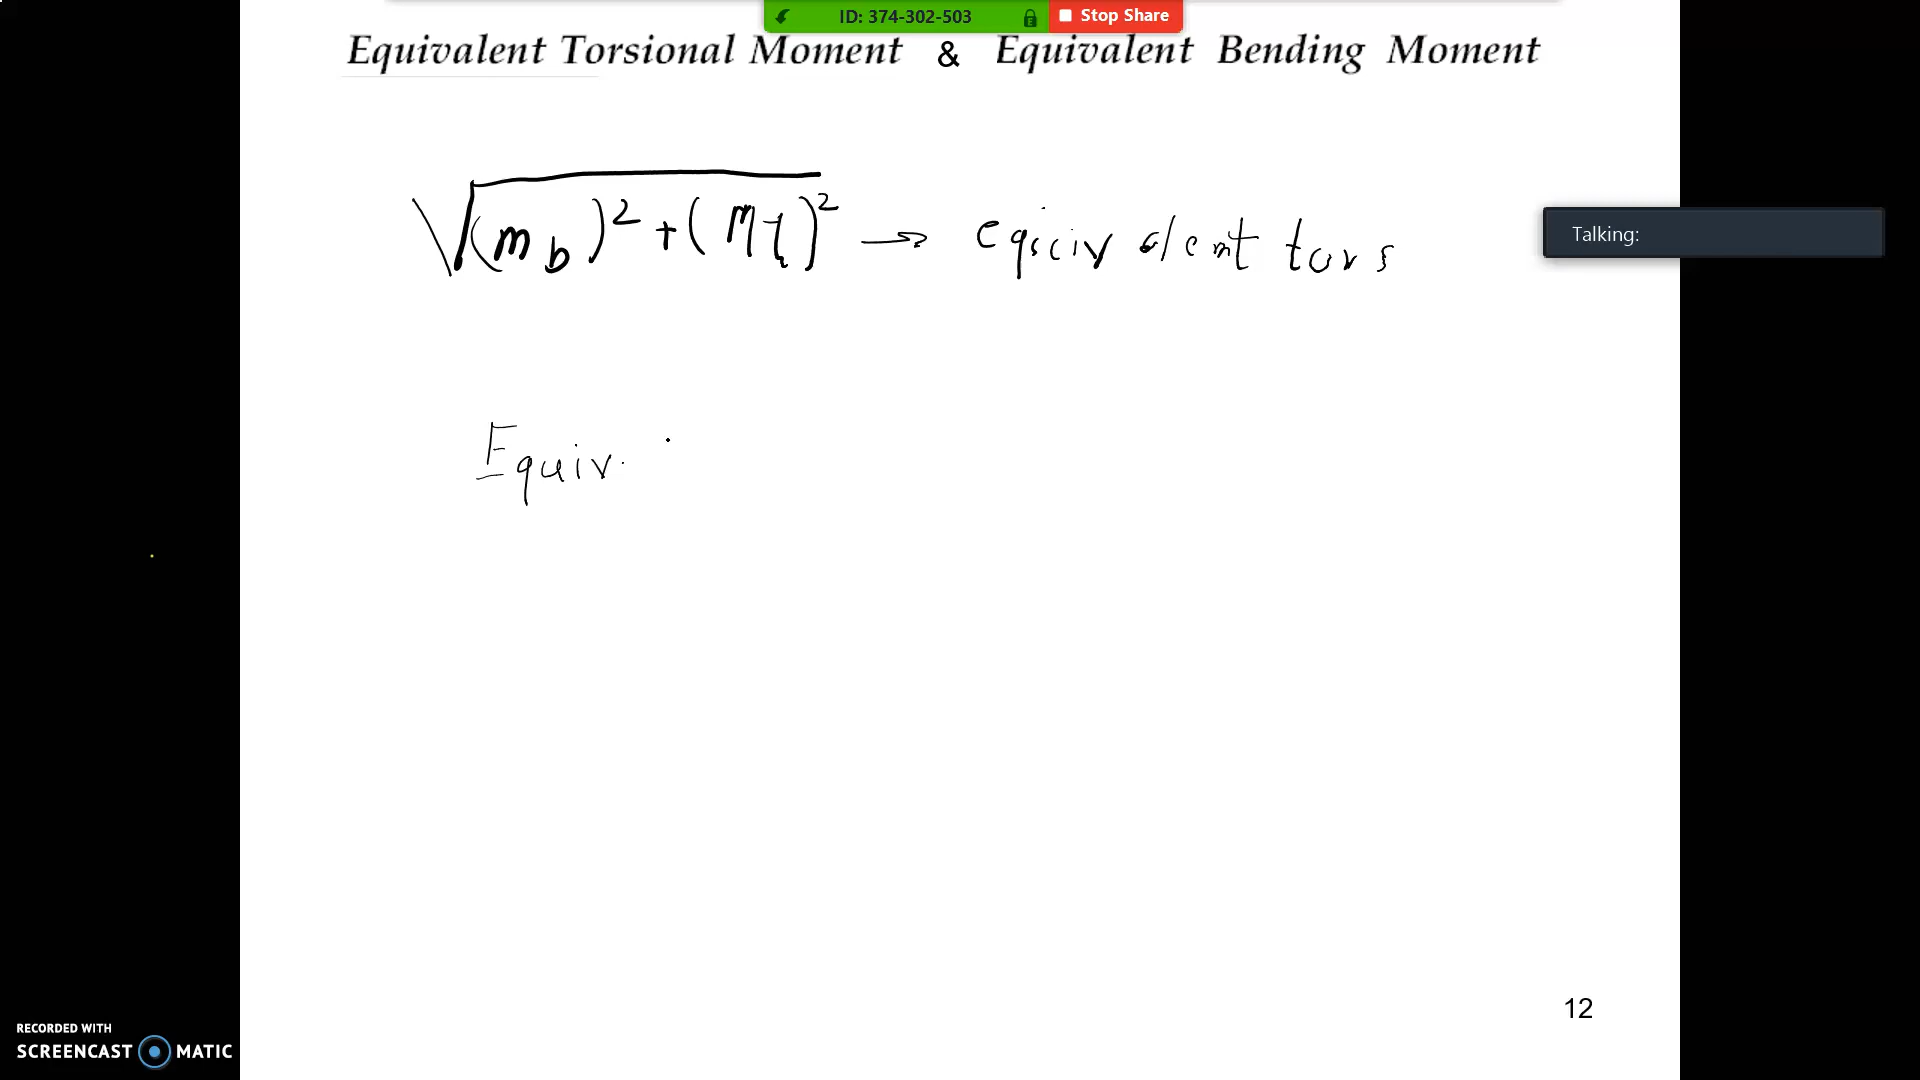 ID: 374-302-503 Stop Share
Equivalent Torsional Moment & Equivalent Bending Moment
√(mb)² + (Mt)² → equivalent tors
Talking:
Equiv.
12
RECORDED WITH
SCREENCAST MATIC